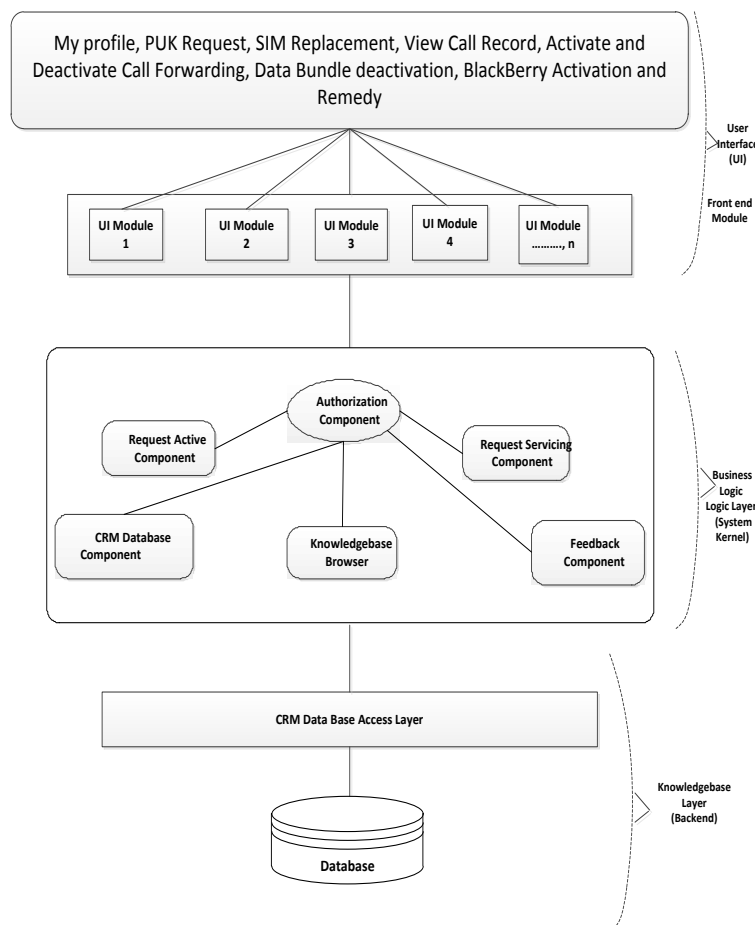 My profile, PUK Request, SIM Replacement, View Call Record, Activate and
Deactivate Call Forwarding, Data Bundle deactivation, BlackBerry Activation and
Remedy
User
Interface
(UI)
Front end
Module
UI Module
1
UI Module
2
UI Module
3
UI Module
4
UI Module
………., n
Authorization
Component
Request Active
Component
Request Servicing
Component
CRM Database
Component
Knowledgebase
Browser
Feedback
Component
Business
Logic
Logic Layer
(System
Kernel)
CRM Data Base Access Layer
Knowledgebase
Layer
(Backend)
Database